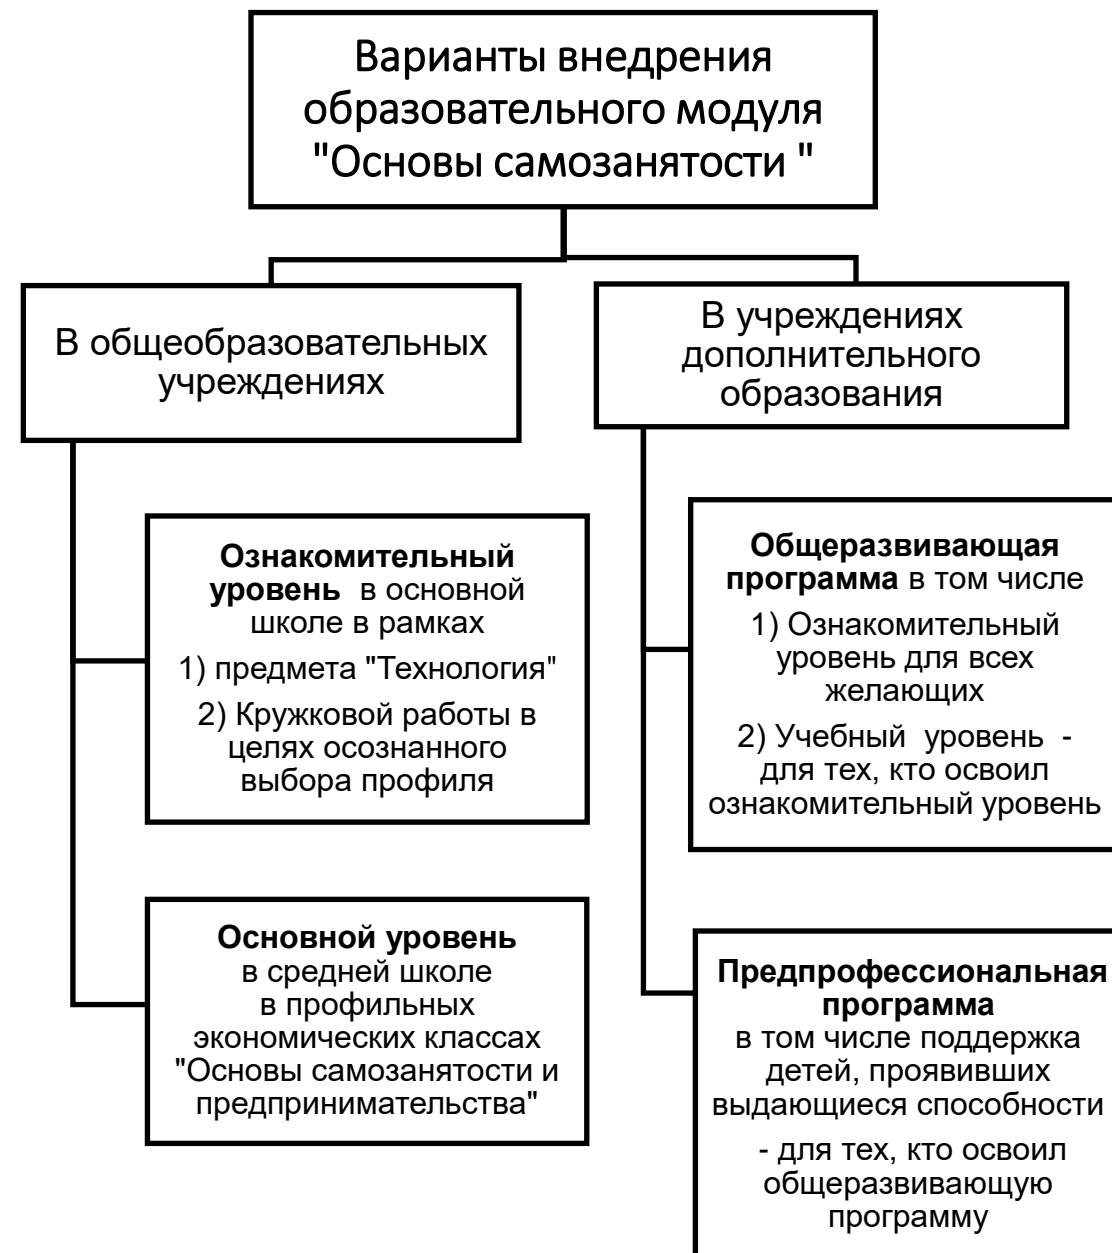 Варианты внедрения
образовательного модуля
"Основы самозанятости "
В общеобразовательных
учреждениях
Ознакомительный
уровень в основной
школе в рамках
1) предмета "Технология"
2) Кружковой работы в
целях осознанного
выбора профиля
Основной уровень
в средней школе
в профильных
экономических классах
"Основы самозанятости и
предпринимательства"
В учреждениях
дополнительного
образования
Общеразвивающая
программа в том числе
1) Ознакомительный
уровень для всех
желающих
2) Учебный уровень -
для тех, кто освоил
ознакомительный уровень
Предпрофессиональная
программа
в том числе поддержка
детей, проявивших
выдающиеся способности
- для тех, кто освоил
общеразвивающую
программу